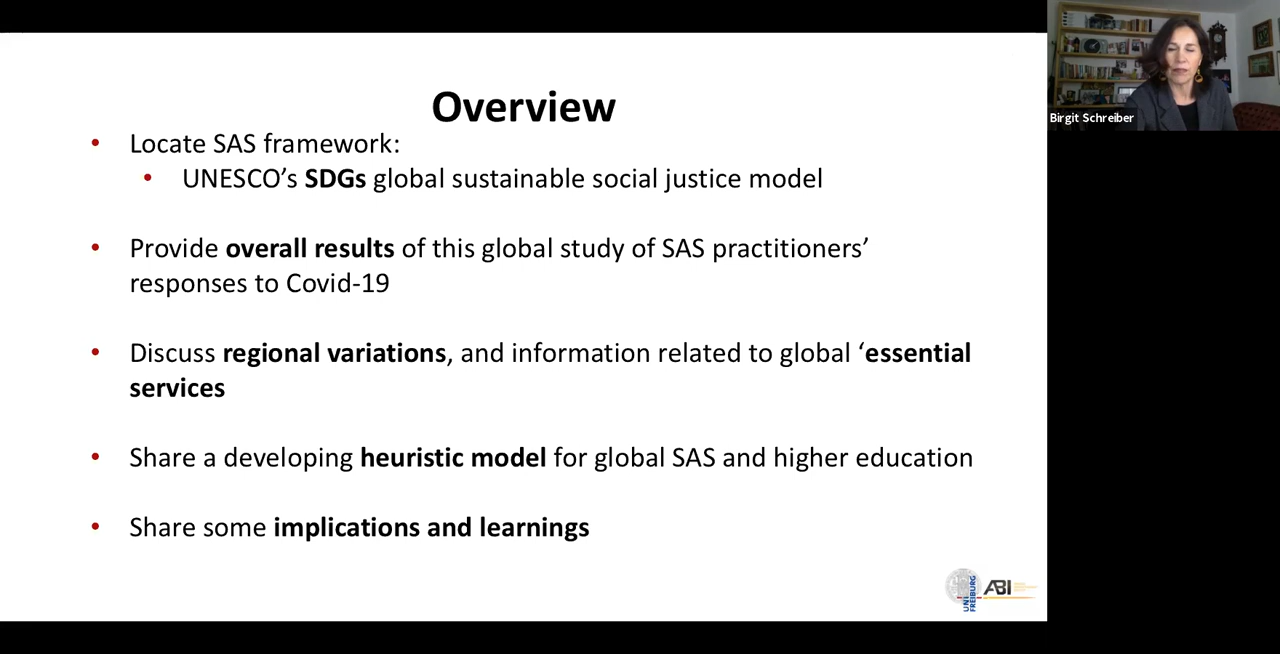 Overview
• Locate SAS framework:
• UNESCO’s SDGs global sustainable social justice model
• Provide overall results of this global study of SAS practitioners’
responses to Covid-19
• Discuss regional variations, and information related to global ‘essential
services
• Share a developing heuristic model for global SAS and higher education
• Share some implications and learnings
UNI
FREIBURG
ABI
Birgit Schreiber